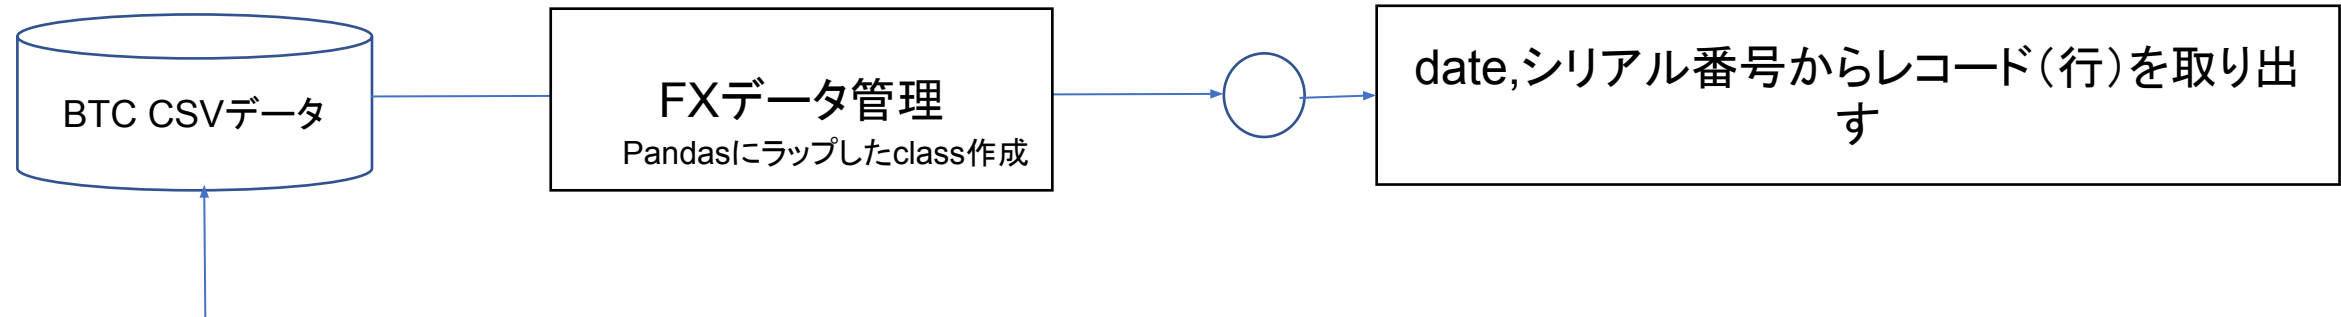 BTC CSVデータ
FXデータ管理
Pandasにラップしたclass作成
date,シリアル番号からレコード（行）を取り出
す